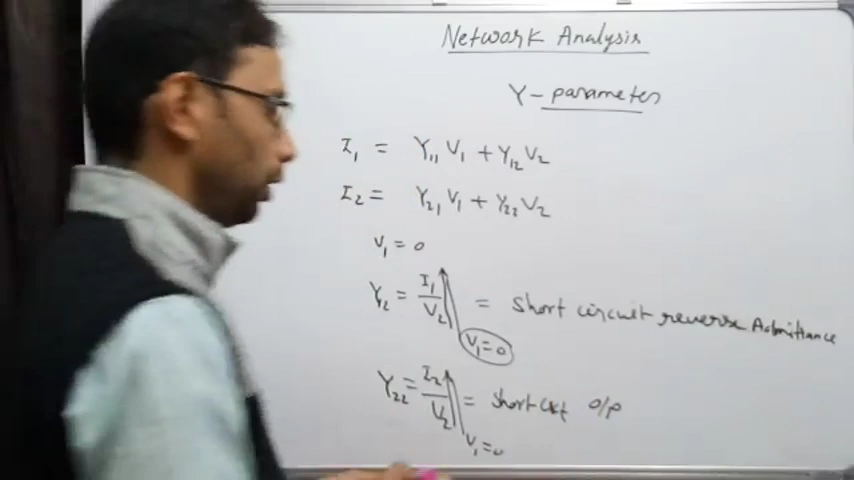 Network Analysis
Y-parameter
I1 = Y11 V1 + Y12 V2
I2 = Y21 V1 + Y22 V2
V1 = 0
Y12 = I1/V2 | V1=0 = Short circuit reverse Admittance
Y22 = I2/V2 | V1=0 = Short ckt O/P